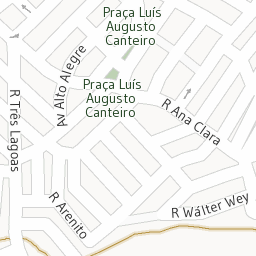 Praça Luís
Augusto
Canteiro
Av Alto Alegre
Praça Luís
Augusto
Canteiro
R Ana Clara
R Três Lagoas
R Arenito
R Wálter Wey